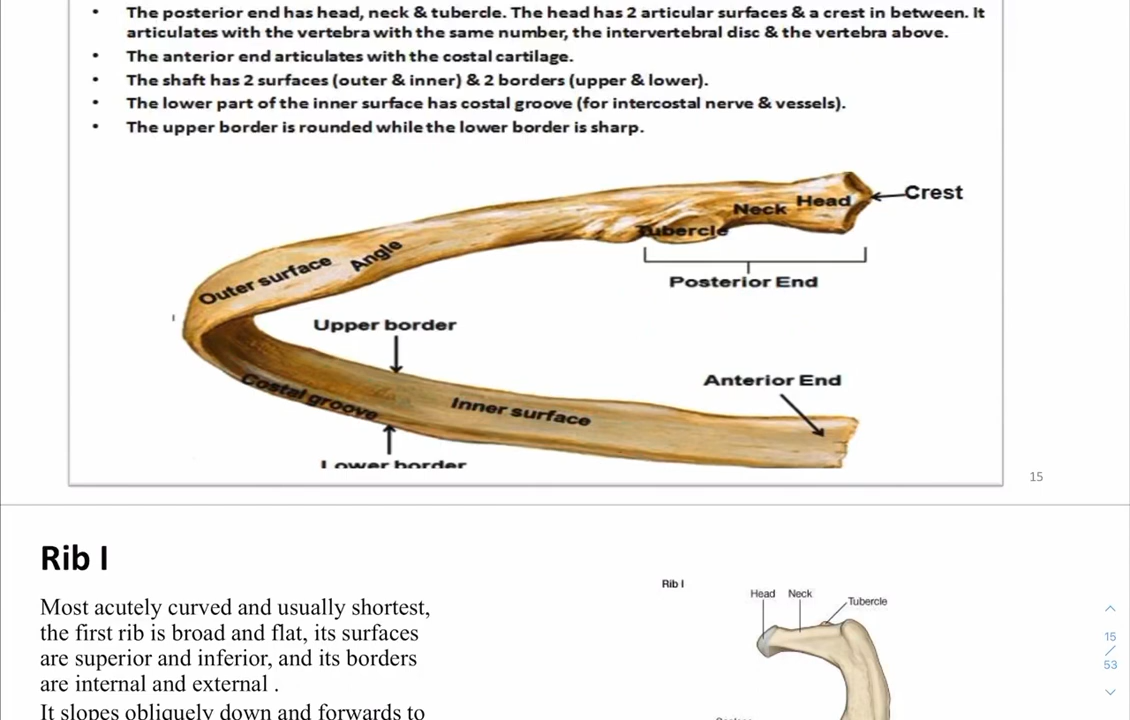 • The posterior end has head, neck & tubercle. The head has 2 articular surfaces & a crest in between. It
articulates with the vertebra with the same number, the intervertebral disc & the vertebra above.
• The anterior end articulates with the costal cartilage.
• The shaft has 2 surfaces (outer & inner) & 2 borders (upper & lower).
• The lower part of the inner surface has costal groove (for intercostal nerve & vessels).
• The upper border is rounded while the lower border is sharp.
Crest
Head
Neck
Tubercle
Angle
Outer surface
Posterior End
Upper border
Anterior End
Costal groove
Inner surface
Lower border
15
Rib I
Rib I
Head Neck
Tubercle
Most acutely curved and usually shortest,
the first rib is broad and flat, its surfaces
are superior and inferior, and its borders
are internal and external .
It slopes obliquely down and forwards to
15
/
53